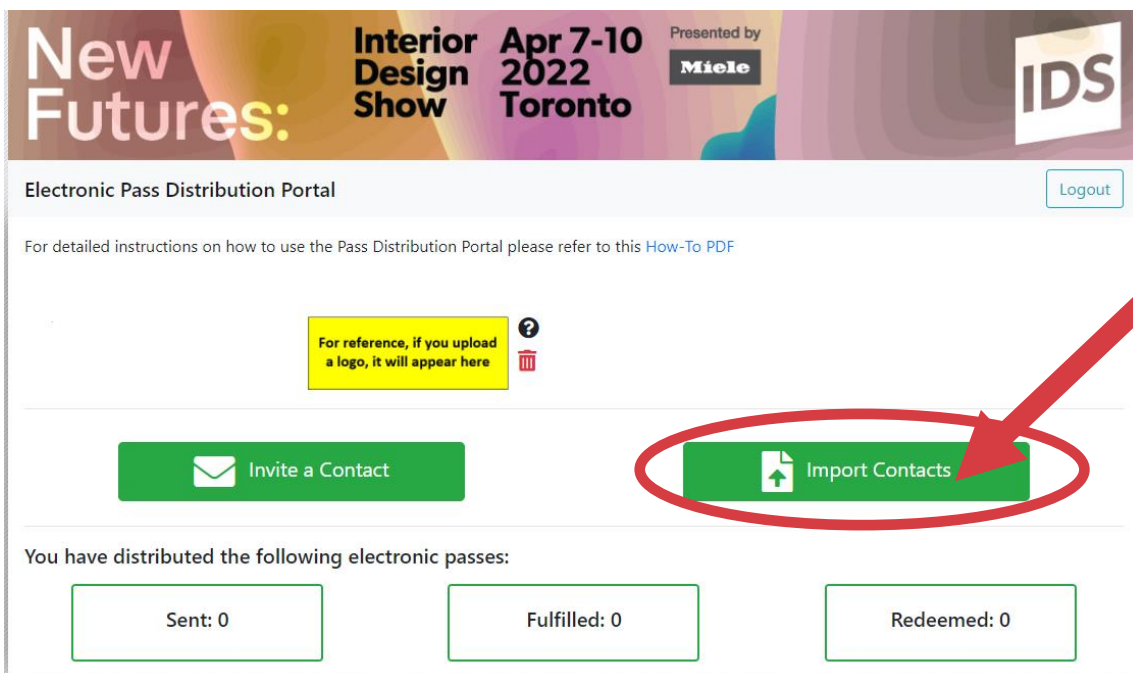 New
Futures:
Interior
Design
Show
Apr 7-10
2022
Toronto
Presented by
Miele
IDS
Electronic Pass Distribution Portal
Logout
For detailed instructions on how to use the Pass Distribution Portal please refer to this How-To PDF
For reference, if you upload
a logo, it will appear here
?
Invite a Contact
Import Contacts
You have distributed the following electronic passes:
Sent: 0
Fulfilled: 0
Redeemed: 0